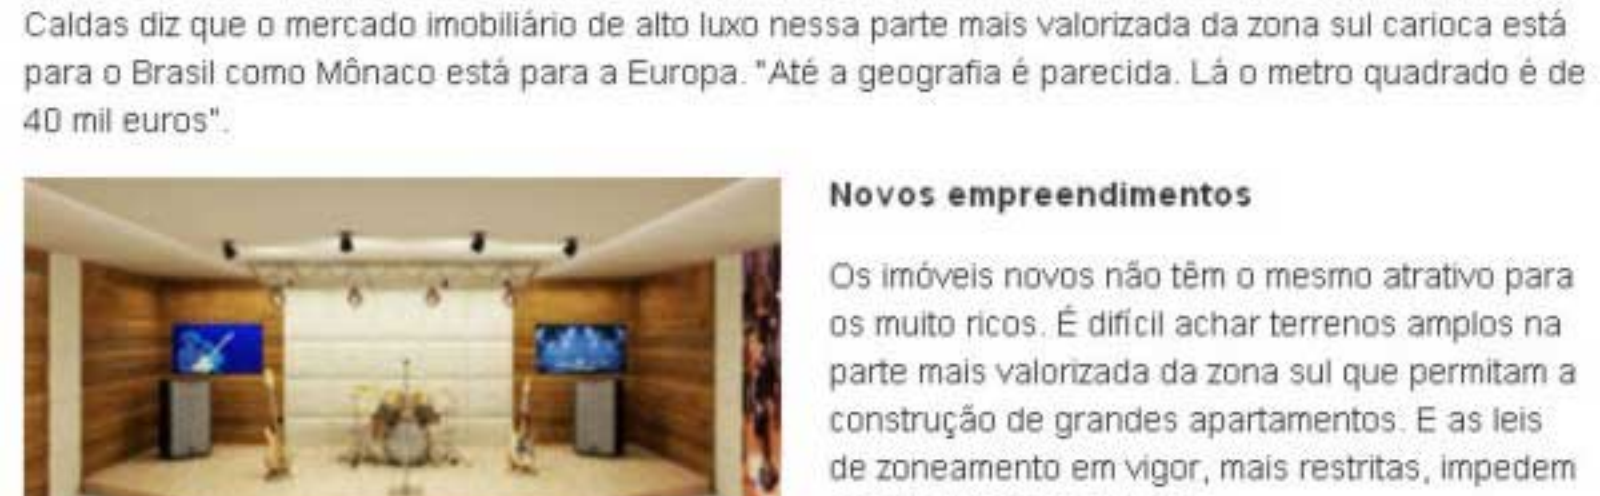 Caldas diz que o mercado imobiliário de alto luxo nessa parte mais valorizada da zona sul carioca está
para o Brasil como Mônaco está para a Europa. "Até a geografia é parecida. Lá o metro quadrado é de
40 mil euros".
Novos empreendimentos
Os imóveis novos não têm o mesmo atrativo para
os muito ricos. É difícil achar terrenos amplos na
parte mais valorizada da zona sul que permitam a
construção de grandes apartamentos. E as leis
de zoneamento em vigor, mais restritas, impedem